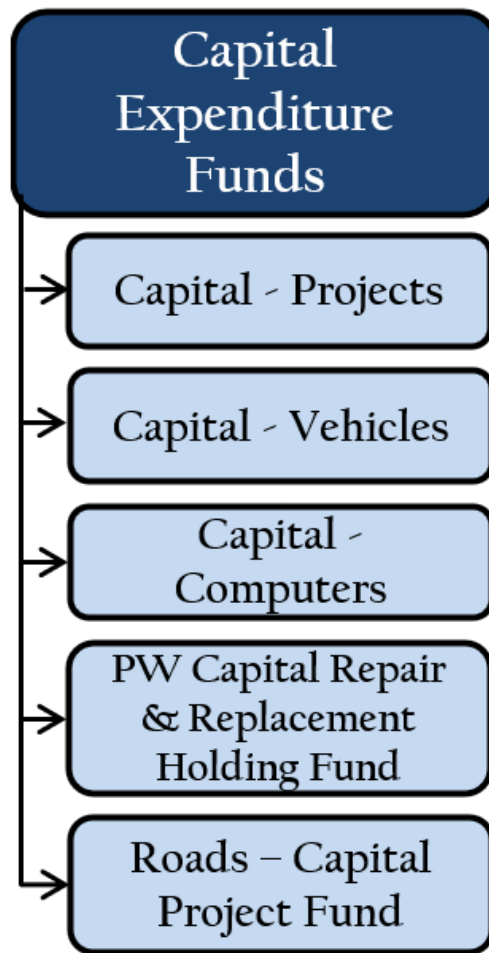 Capital
Expenditure
Funds
Capital - Projects
Capital - Vehicles
Capital -
Computers
PW Capital Repair
& Replacement
Holding Fund
Roads – Capital
Project Fund